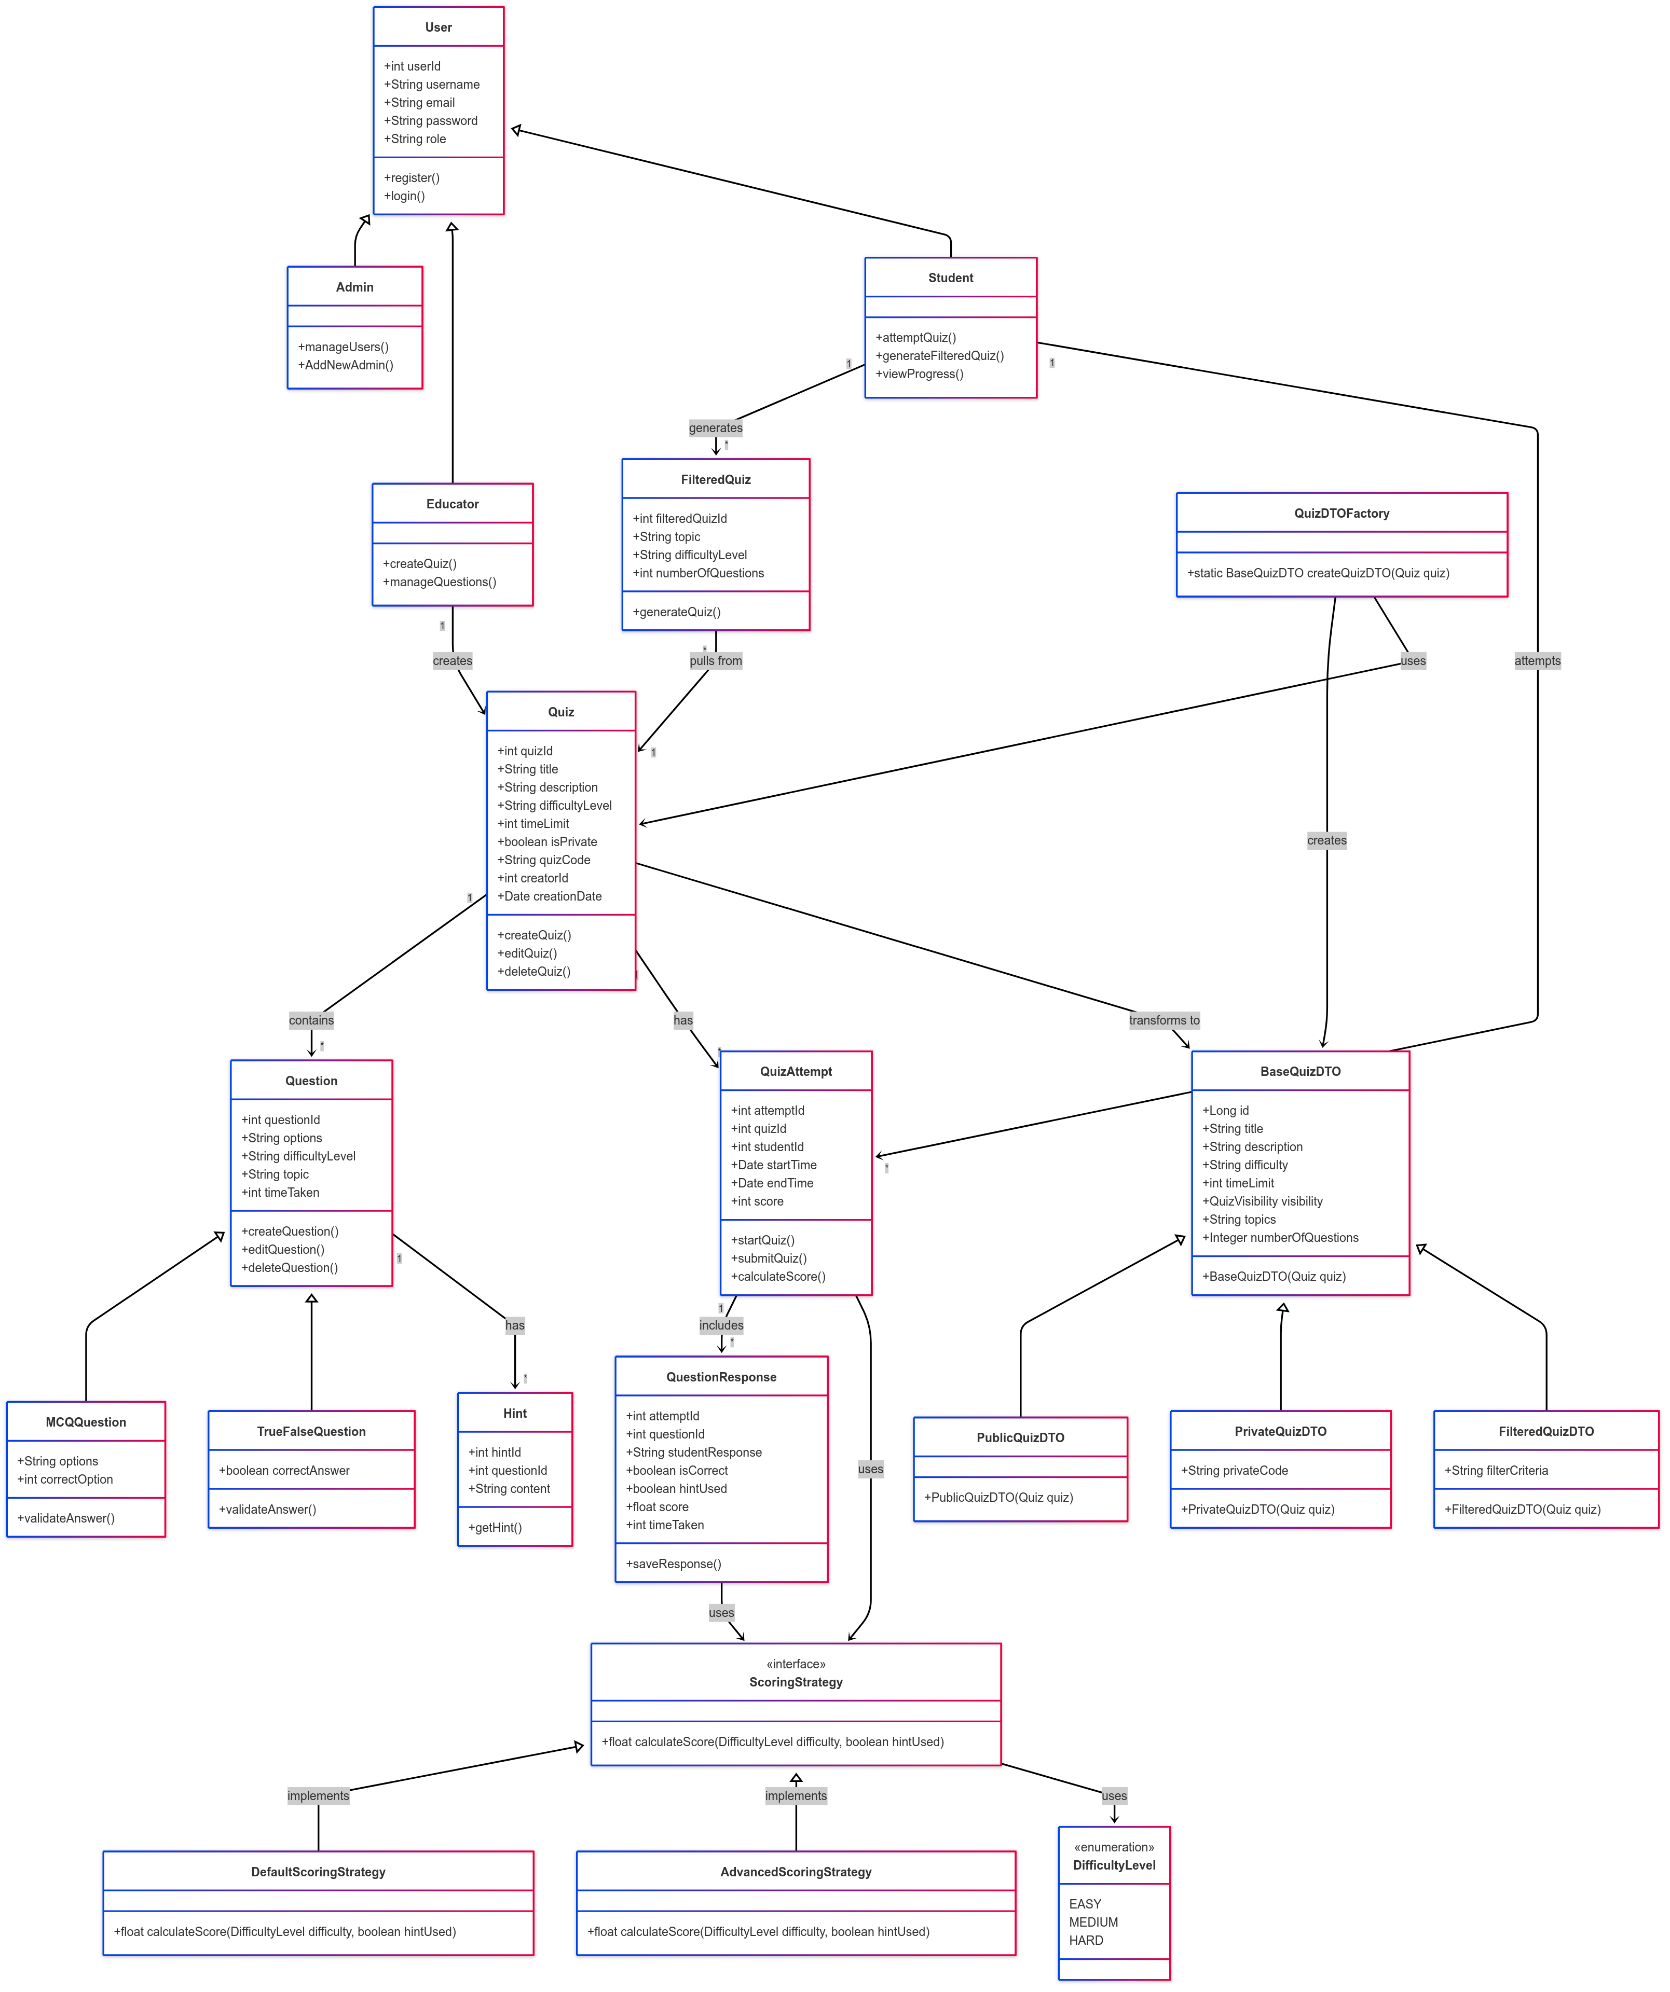 User
+int userId
+String username
+String email
+String password
+String role
+register()
+login()
Admin
+manageUsers()
+AddNewAdmin()
Student
+attemptQuiz()
+generateFilteredQuiz()
+viewProgress()
1
1
generates
*
FilteredQuiz
+int filteredQuizId
+String topic
+String difficultyLevel
+int numberOfQuestions
+generateQuiz()
Educator
+createQuiz()
+manageQuestions()
QuizDTOFactory
+static BaseQuizDTO createQuizDTO(Quiz quiz)
1
creates
*
pulls from
uses
attempts
1
Quiz
+int quizId
+String title
+String description
+String difficultyLevel
+int timeLimit
+boolean isPrivate
+String quizCode
+int creatorId
+Date creationDate
+createQuiz()
+editQuiz()
+deleteQuiz()
creates
1
contains
*
has
*
transforms to
Question
+int questionId
+String options
+String difficultyLevel
+String topic
+int timeTaken
+createQuestion()
+editQuestion()
+deleteQuestion()
QuizAttempt
+int attemptId
+int quizId
+int studentId
+Date startTime
+Date endTime
+int score
+startQuiz()
+submitQuiz()
+calculateScore()
*
BaseQuizDTO
+Long id
+String title
+String description
+String difficulty
+int timeLimit
+QuizVisibility visibility
+String topics
+Integer numberOfQuestions
+BaseQuizDTO(Quiz quiz)
1
has
*
1
includes
*
MCQQuestion
+String options
+int correctOption
+validateAnswer()
TrueFalseQuestion
+boolean correctAnswer
+validateAnswer()
Hint
+int hintId
+int questionId
+String content
+getHint()
QuestionResponse
+int attemptId
+int questionId
+String studentResponse
+boolean isCorrect
+boolean hintUsed
+float score
+int timeTaken
+saveResponse()
uses
PublicQuizDTO
+PublicQuizDTO(Quiz quiz)
PrivateQuizDTO
+String privateCode
+PrivateQuizDTO(Quiz quiz)
FilteredQuizDTO
+String filterCriteria
+FilteredQuizDTO(Quiz quiz)
uses
«interface»
ScoringStrategy
+float calculateScore(DifficultyLevel difficulty, boolean hintUsed)
implements
implements
uses
DefaultScoringStrategy
+float calculateScore(DifficultyLevel difficulty, boolean hintUsed)
AdvancedScoringStrategy
+float calculateScore(DifficultyLevel difficulty, boolean hintUsed)
«enumeration»
DifficultyLevel
EASY
MEDIUM
HARD